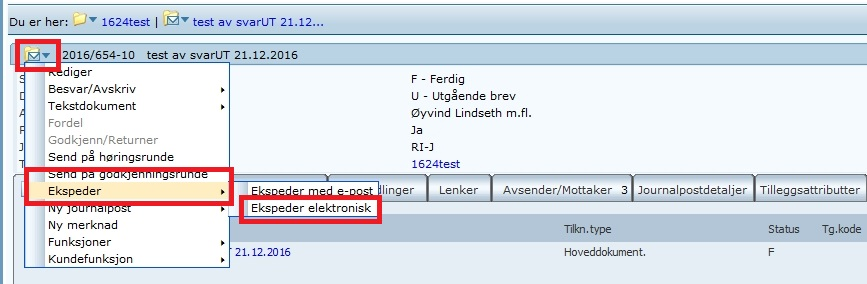 Du er her: 1624test | test av svarUT 21.12...
2016/654-10 test av svarUT 21.12.2016
Rediger
Besvar/Avskriv
Tekstdokument
Fordel
Godkjenn/Returner
Send på høringsrunde
Send på godkjenningsrunde
Ekspeder
Ny journalpost
Ny merknad
Funksjoner
Kundefunksjon
Ekspeder med e-post
Ekspeder elektronisk
F - Ferdig
U - Utgående brev
Øyvind Lindseth m.fl.
Ja
RI-J
1624test
dlinger Lenker Avsender/Mottaker 3 Journalpostdetaljer Tilleggsattributter
Tilkn.type Status Tg.kode
T 21.12.2016 Hoveddokument. F